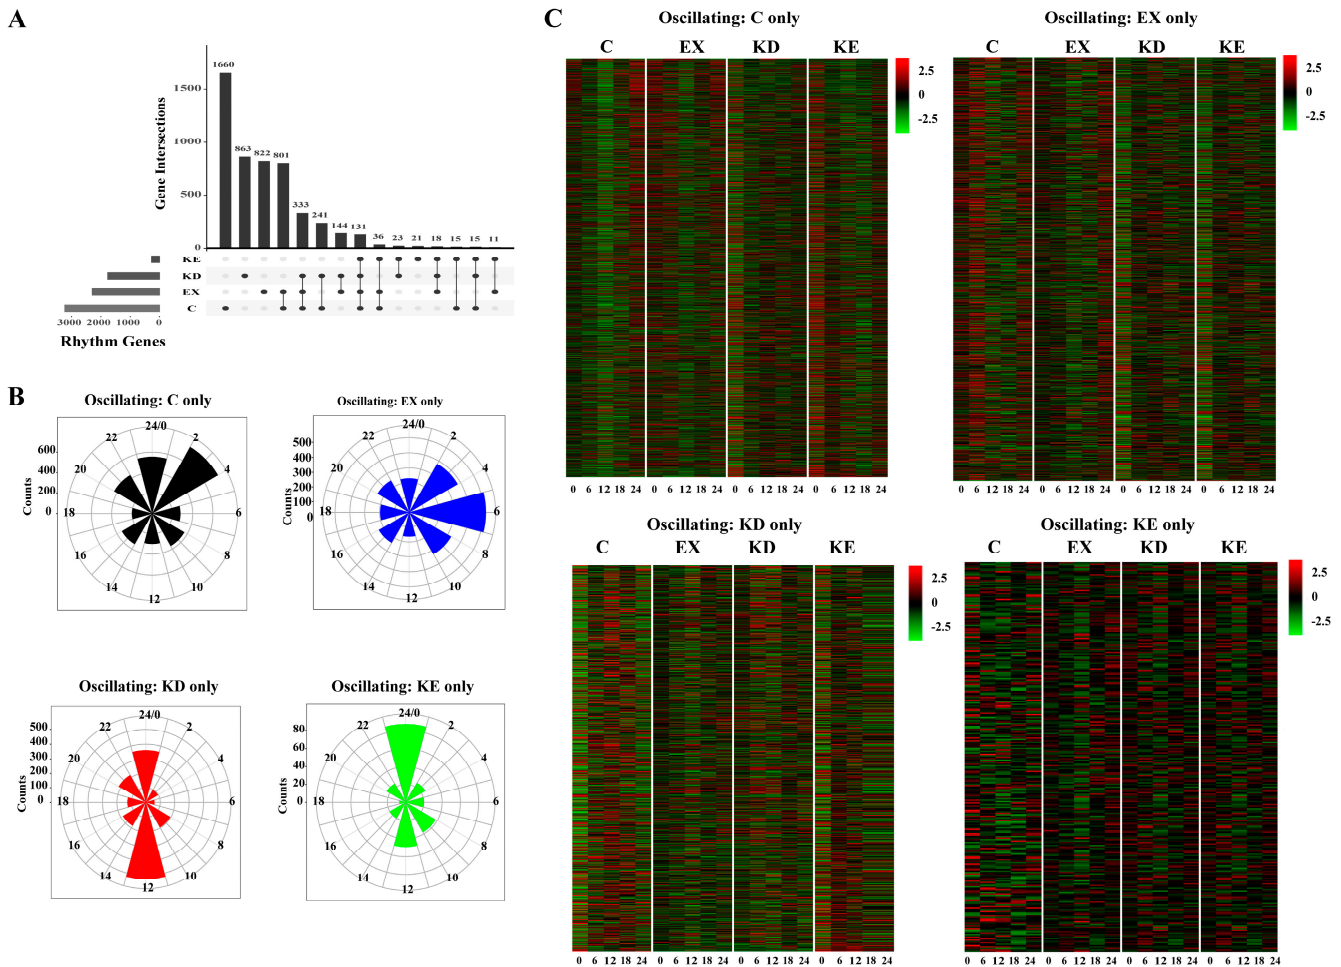 A
1660
1500
863 822 801
1000
500
333
241
144 131
36 23 21 18 15 15 11
0
Gene Intersections
KE
KD
EX
C
3000 2000 1000 0
Rhythm Genes
B
Oscillating: C only
24/0
2
4
6
8
10
12
14
16
18
20
22
600
400
200
0
Counts
Oscillating: EX only
24/0
2
4
6
8
10
12
14
16
18
20
22
500
400
300
200
100
0
Counts
Oscillating: KD only
24/0
2
4
6
8
10
12
14
16
18
20
22
500
400
300
200
100
0
Counts
Oscillating: KE only
24/0
2
4
6
8
10
12
14
16
18
20
22
80
60
40
20
0
Counts
C
Oscillating: C only
C EX KD KE
2.5
0
-2.5
0 6 12 18 24 0 6 12 18 24 0 6 12 18 24 0 6 12 18 24
Oscillating: EX only
C EX KD KE
2.5
0
-2.5
0 6 12 18 24 0 6 12 18 24 0 6 12 18 24 0 6 12 18 24
Oscillating: KD only
C EX KD KE
2.5
0
-2.5
0 6 12 18 24 0 6 12 18 24 0 6 12 18 24 0 6 12 18 24
Oscillating: KE only
C EX KD KE
2.5
0
-2.5
0 6 12 18 24 0 6 12 18 24 0 6 12 18 24 0 6 12 18 24